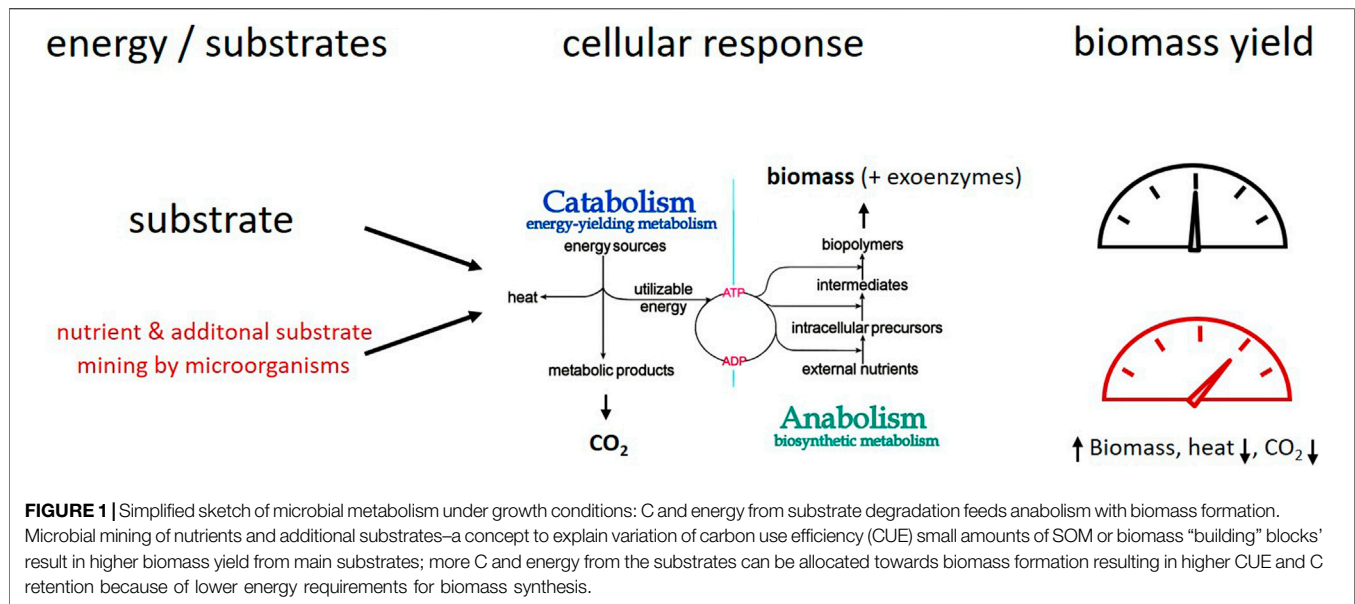 energy / substrates
cellular response
biomass yield
substrate
nutrient & additonal substrate
mining by microorganisms
Catabolism
energy-yielding metabolism
energy sources
heat
utilizable
energy
metabolic products
CO₂
ATP
ADP
biomass (+ exoenzymes)
biopolymers
intermediates
intracellular precursors
external nutrients
Anabolism
biosynthetic metabolism
↑ Biomass, heat ↓, CO₂ ↓
FIGURE 1 | Simplified sketch of microbial metabolism under growth conditions: C and energy from substrate degradation feeds anabolism with biomass formation.
Microbial mining of nutrients and additional substrates–a concept to explain variation of carbon use efficiency (CUE) small amounts of SOM or biomass “building” blocks’
result in higher biomass yield from main substrates; more C and energy from the substrates can be allocated towards biomass formation resulting in higher CUE and C
retention because of lower energy requirements for biomass synthesis.